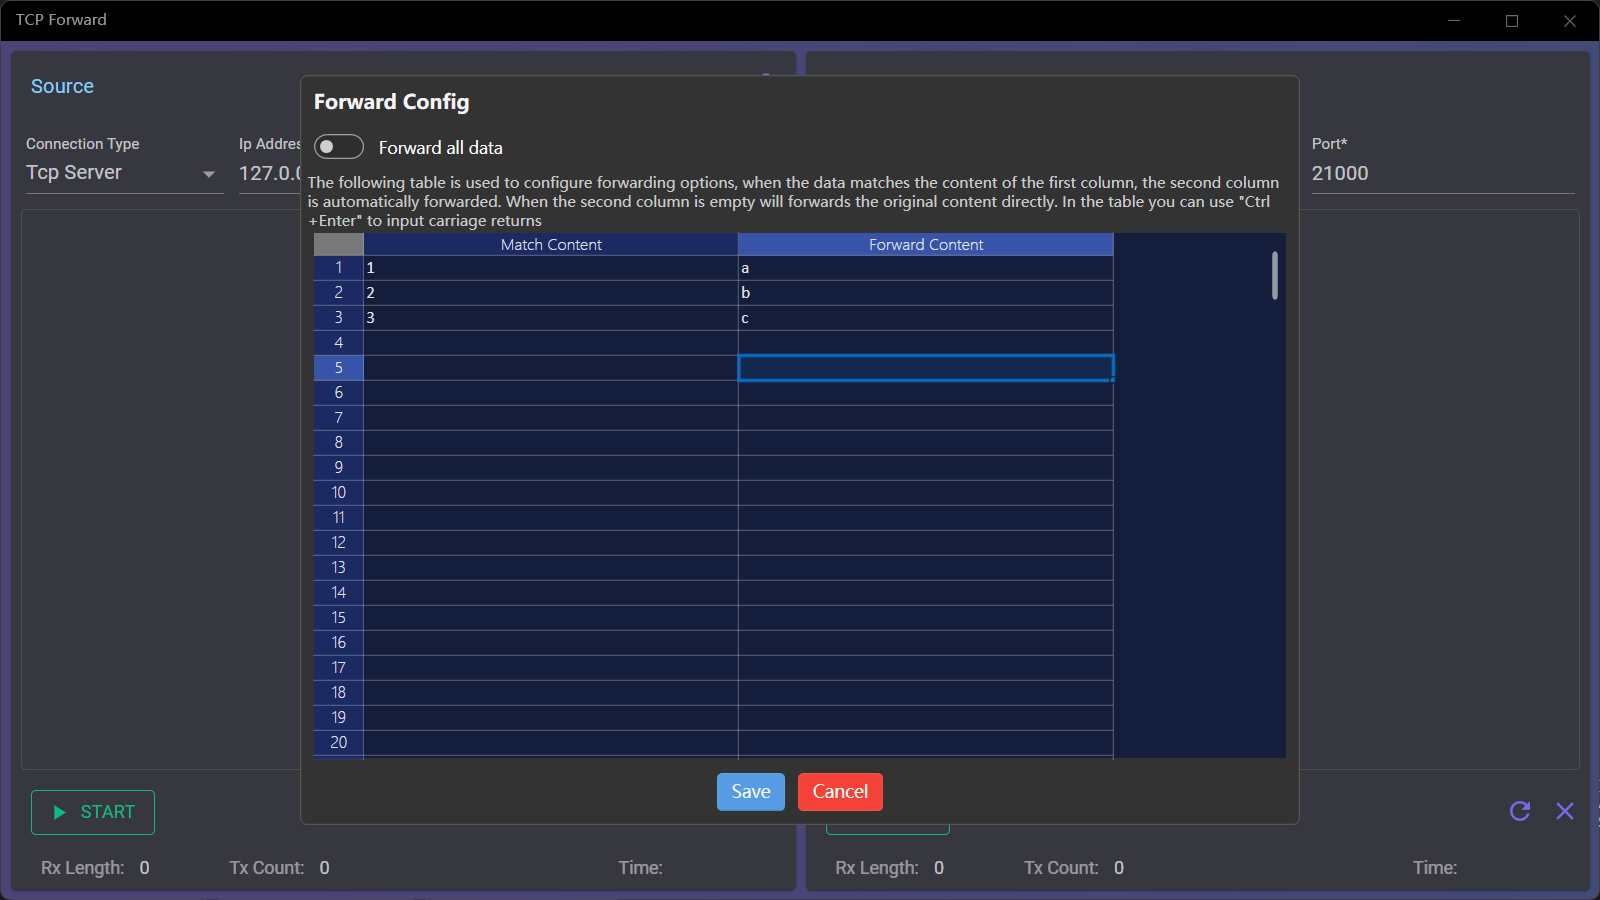 TCP Forward
Source
Connection Type
Ip Addres
Port*
Tcp Server
127.0.0
21000
Forward Config
Forward all data
The following table is used to configure forwarding options, when the data matches the content of the first column, the second column
is automatically forwarded. When the second column is empty will forwards the original content directly. In the table you can use "Ctrl
+Enter" to input carriage returns
Match Content Forward Content
1 1 a
2 2 b
3 3 c
4
5
6
7
8
9
10
11
12
13
14
15
16
17
18
19
20
Save Cancel
START
Rx Length: 0 Tx Count: 0 Time:
Rx Length: 0 Tx Count: 0 Time: